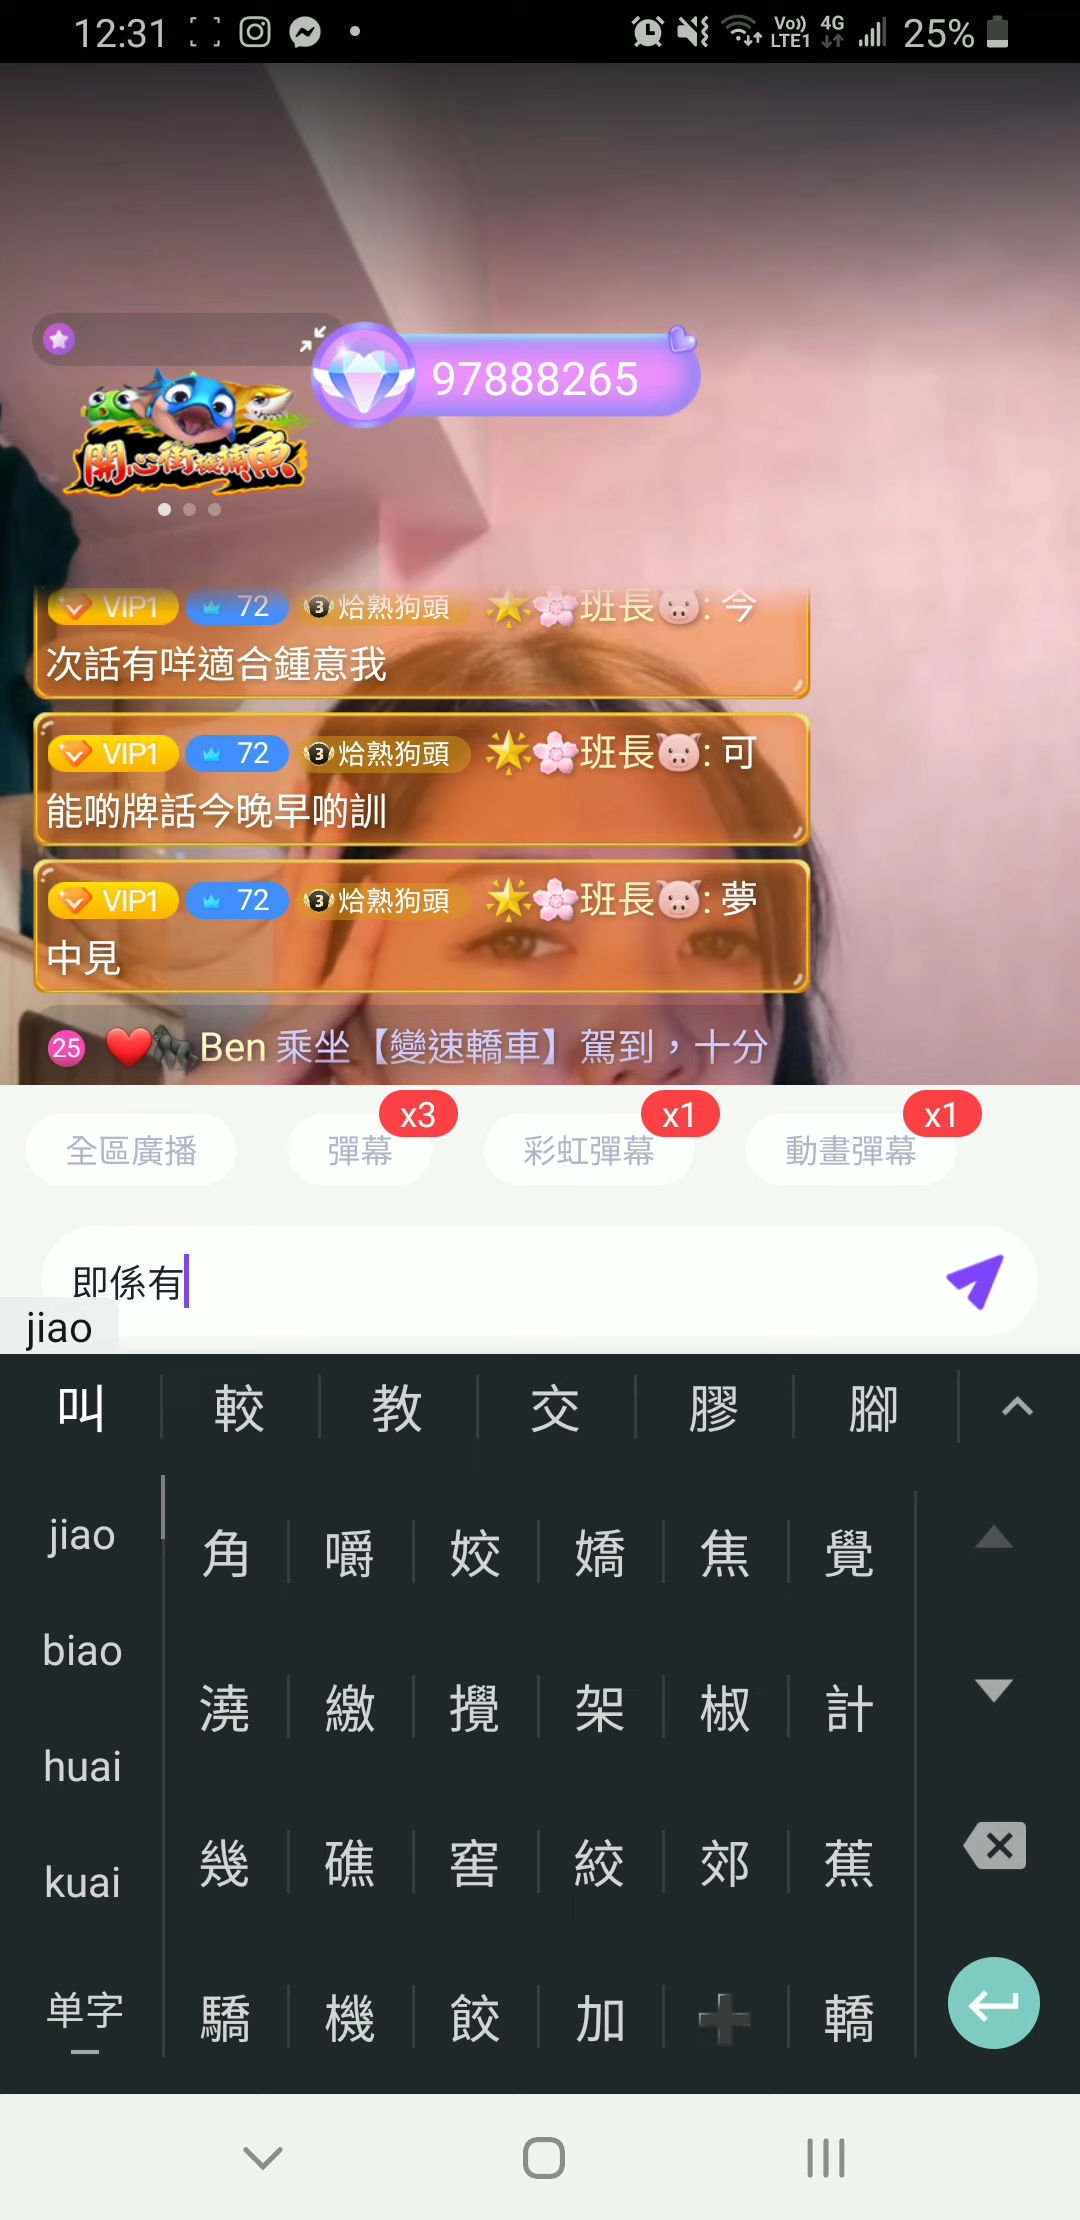 12:31
Vo)) LTE1 4G 25%
97888265
開心街機捕魚
VIP1 72 3 烚熟狗頭 🌟🌸班長🐷: 今
次話有咩適合鍾意我
VIP1 72 3 烚熟狗頭 🌟🌸班長🐷: 可
能啲牌話今晚早啲訓
VIP1 72 3 烚熟狗頭 🌟🌸班長🐷: 夢
中見
25 ❤️🦍Ben 乘坐【變速轎車】駕到，十分
x3 x1 x1
全區廣播 彈幕 彩虹彈幕 動畫彈幕
即係有
jiao
叫 較 教 交 膠 腳
jiao 角 嚼 姣 嬌 焦 覺
biao
澆 繳 攪 架 椒 計
huai
kuai 幾 礁 窖 絞 郊 蕉
单字 驕 機 餃 加 ➕ 轎